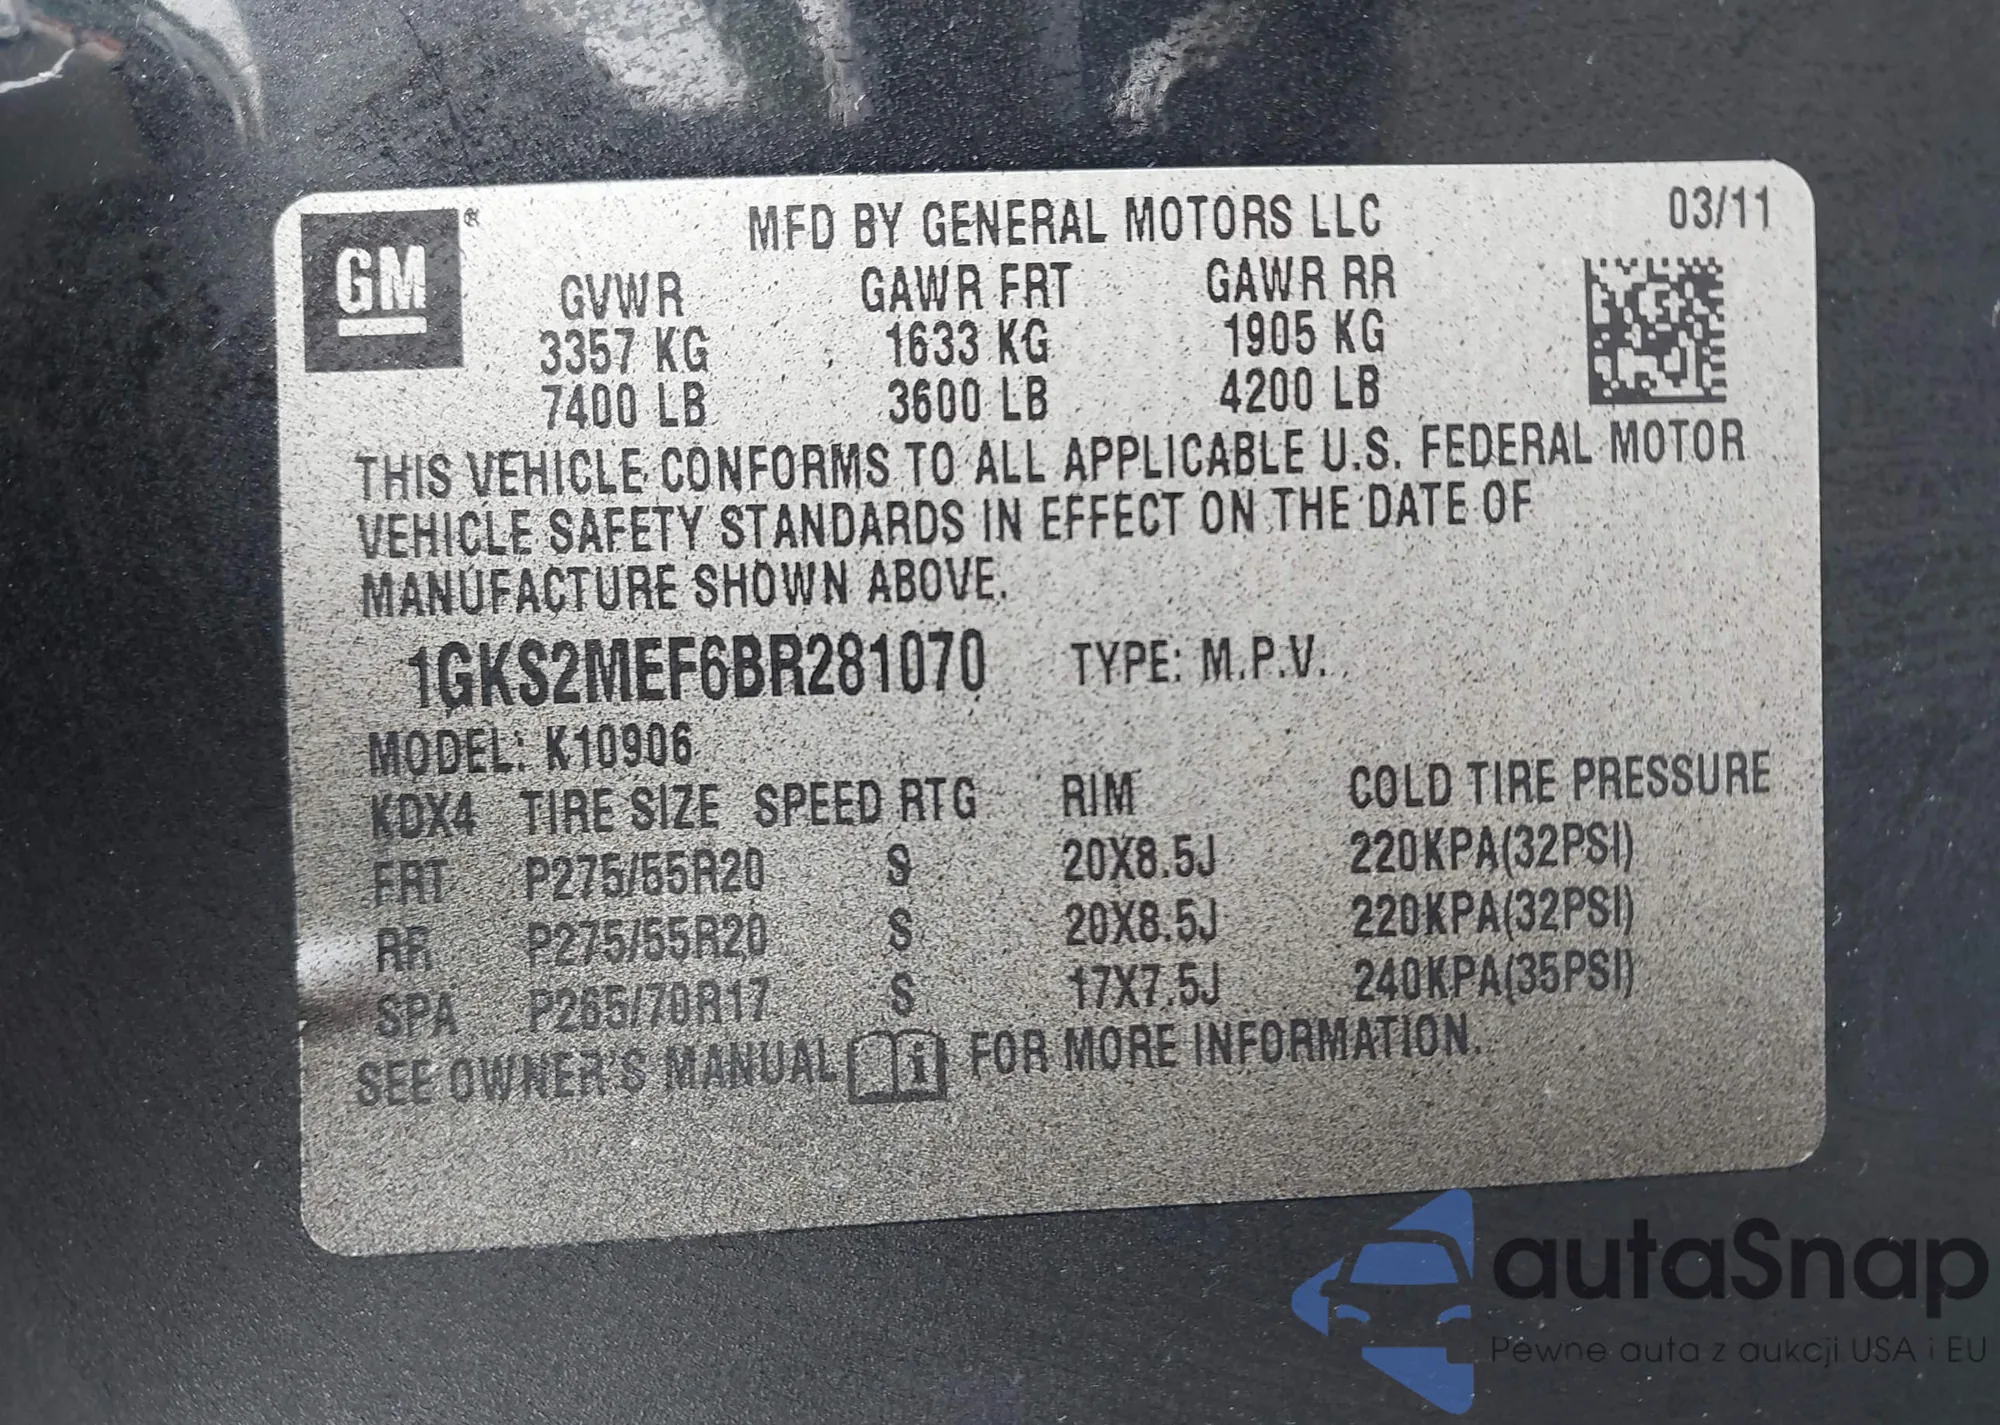 GM®
MFD BY GENERAL MOTORS LLC 03/11
GVWR GAWR FRT GAWR RR
3357 KG 1633 KG 1905 KG
7400 LB 3600 LB 4200 LB
THIS VEHICLE CONFORMS TO ALL APPLICABLE U.S. FEDERAL MOTOR
VEHICLE SAFETY STANDARDS IN EFFECT ON THE DATE OF
MANUFACTURE SHOWN ABOVE.
1GKS2MEF6BR281070 TYPE: M.P.V.
MODEL: K10906
KDX4 TIRE SIZE SPEED RTG RIM COLD TIRE PRESSURE
FRT P275/55R20 S 20X8.5J 220KPA(32PSI)
RR P275/55R20 S 20X8.5J 220KPA(32PSI)
SPA P265/70R17 S 17X7.5J 240KPA(35PSI)
SEE OWNER'S MANUAL i FOR MORE INFORMATION.
autaSnap
Pewne auta z aukcji USA i EU